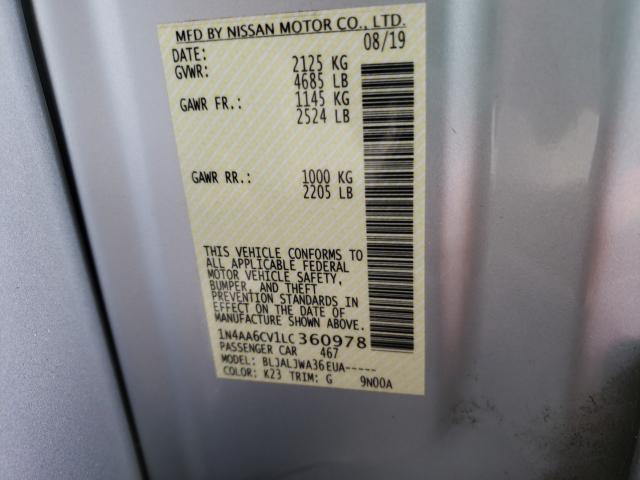 MFD BY NISSAN MOTOR CO., LTD.
DATE: 08/19
GVWR: 2125 KG
4685 LB
GAWR FR.: 1145 KG
2524 LB
GAWR RR.: 1000 KG
2205 LB
THIS VEHICLE CONFORMS TO
ALL APPLICABLE FEDERAL
MOTOR VEHICLE SAFETY,
BUMPER, AND THEFT
PREVENTION STANDARDS IN
EFFECT ON THE DATE OF
MANUFACTURE SHOWN ABOVE.
1N4AA6CV1LC360978
PASSENGER CAR 467
MODEL: BLJALJWA36EUA-----
COLOR: K23 TRIM: G 9N00A